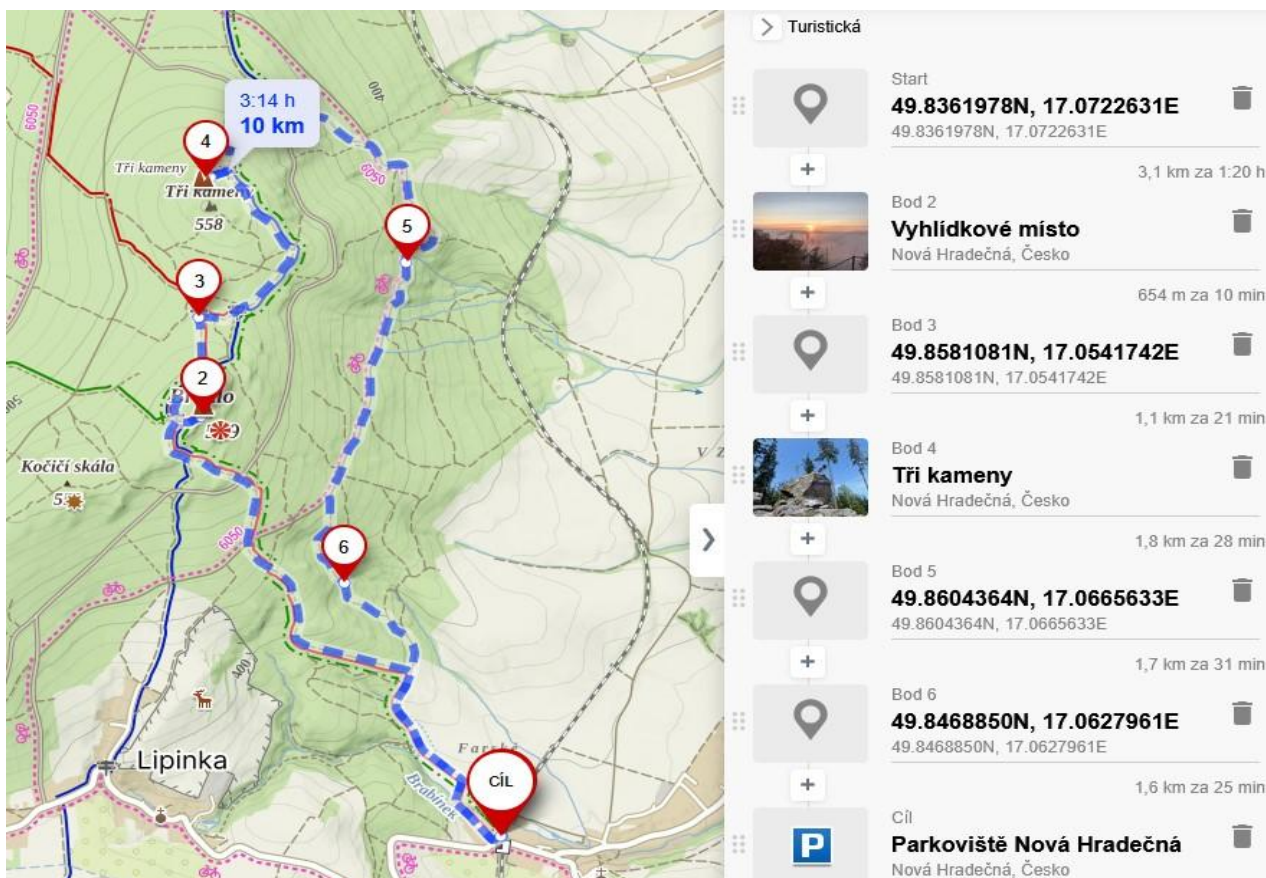 6050
400
3:14 h
10 km
4
Tři kameny
Tři kameny
558
6050
5
3
2
Kočičí skála
6050
6
400
Lipinka
Brabínek
CÍL
Turistická
Start
49.8361978N, 17.0722631E
49.8361978N, 17.0722631E
3,1 km za 1:20 h
Bod 2
Vyhlídkové místo
Nová Hradečná, Česko
654 m za 10 min
Bod 3
49.8581081N, 17.0541742E
49.8581081N, 17.0541742E
1,1 km za 21 min
Bod 4
Tři kameny
Nová Hradečná, Česko
1,8 km za 28 min
Bod 5
49.8604364N, 17.0665633E
49.8604364N, 17.0665633E
1,7 km za 31 min
Bod 6
49.8468850N, 17.0627961E
49.8468850N, 17.0627961E
1,6 km za 25 min
Cíl
P
Parkoviště Nová Hradečná
Nová Hradečná, Česko